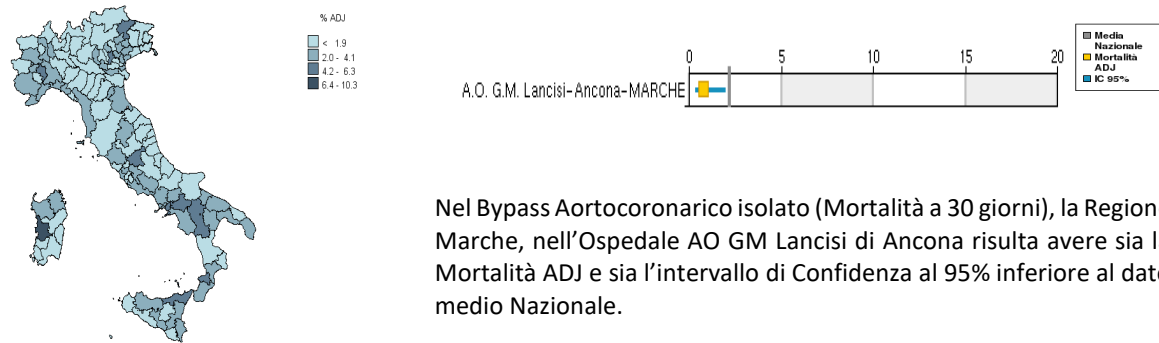 % ADJ
< 1.9
2.0 - 4.1
4.2 - 6.3
6.4 - 10.3
0 5 10 15 20
A.O. G.M. Lancisi-Ancona-MARCHE
Media
Nazionale
Mortalità
ADJ
IC 95%
Nel Bypass Aortocoronarico isolato (Mortalità a 30 giorni), la Region
Marche, nell’Ospedale AO GM Lancisi di Ancona risulta avere sia l
Mortalità ADJ e sia l’intervallo di Confidenza al 95% inferiore al dat
medio Nazionale.